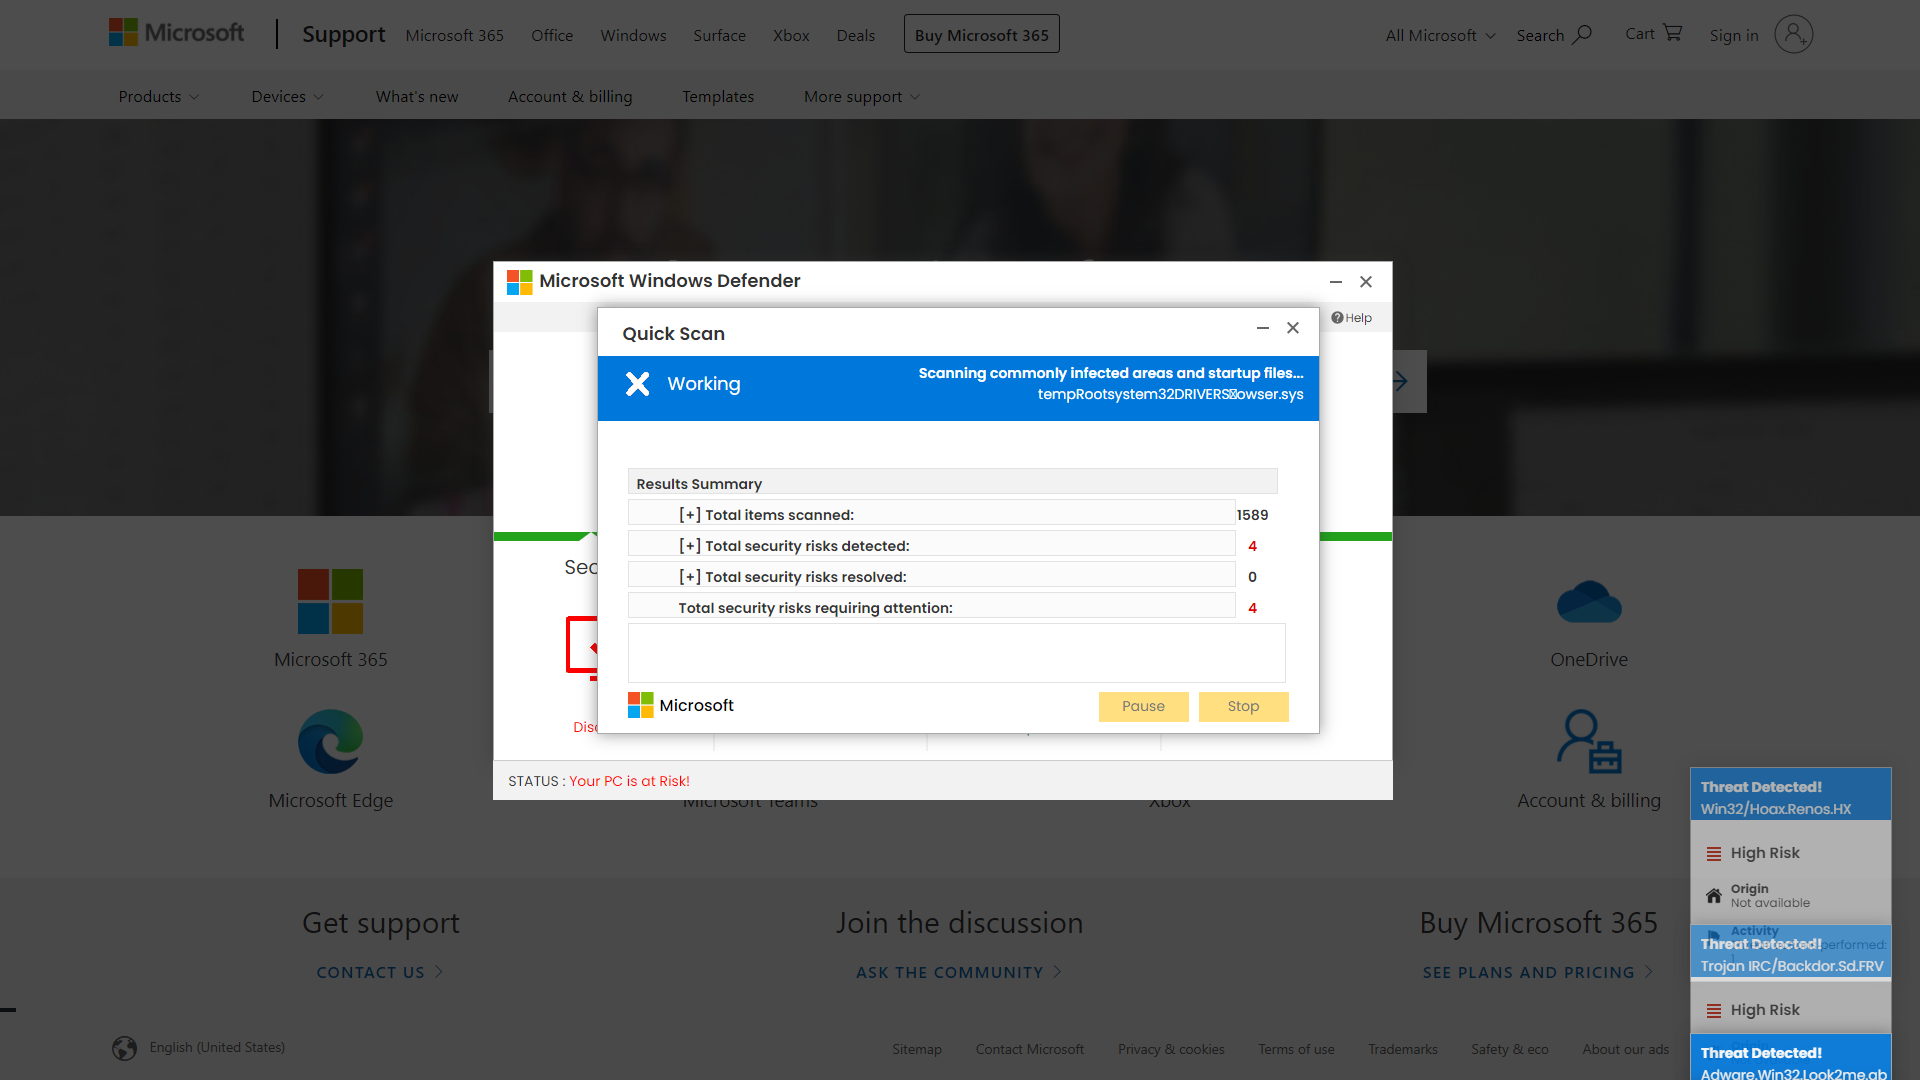 Microsoft
Support
Microsoft 365
Office
Windows
Surface
Xbox
Deals
Buy Microsoft 365
All Microsoft
Search
Cart
Sign in
Products
Devices
What's new
Account & billing
Templates
More support
Microsoft Windows Defender
Help
Quick Scan
Working
Scanning commonly infected areas and startup files...
tempRootsystem32DRIVERS owser.sys
Results Summary
[+] Total items scanned: 1589
[+] Total security risks detected: 4
[+] Total security risks resolved: 0
Total security risks requiring attention: 4
Microsoft
Pause
Stop
Sec
Disc
STATUS : Your PC is at Risk!
Microsoft 365
OneDrive
Microsoft Edge
Microsoft Teams
Xbox
Account & billing
Threat Detected!
Win32/Hoax.Renos.HX
High Risk
Origin
Not available
Activity
performed:
Threat Detected!
Trojan IRC/Backdor.Sd.FRV
High Risk
Threat Detected!
Adware.Win32.Look2me.ab
Get support
CONTACT US
Join the discussion
ASK THE COMMUNITY
Buy Microsoft 365
SEE PLANS AND PRICING
English (United States)
Sitemap
Contact Microsoft
Privacy & cookies
Terms of use
Trademarks
Safety & eco
About our ads